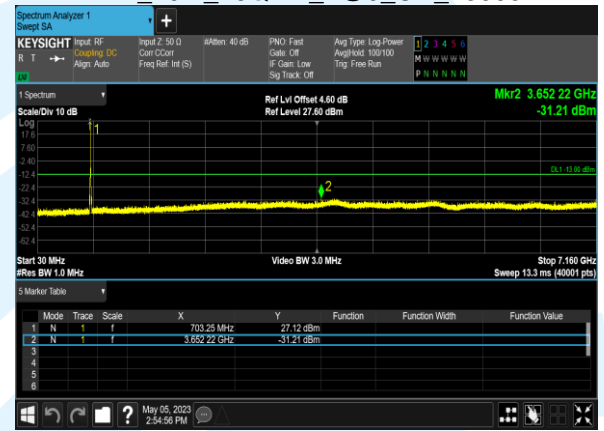 Spectrum Analyzer 1
Swept SA
+
KEYSIGHT Input: RF Input Z: 50 Ω #Atten: 40 dB PNO: Fast Avg Type: Log-Power 1 2 3 4 5 6
R T Coupling: DC Corr CCorr Gate: Off Avg|Hold: 100/100 M W W W W W
Align: Auto Freq Ref: Int (S) IF Gain: Low Trig: Free Run P N N N N N
Sig Track: Off
1 Spectrum Ref Lvl Offset 4.60 dB Mkr2 3.652 22 GHz
Scale/Div 10 dB Ref Level 27.60 dBm -31.21 dBm
Log
1
17.6
7.60
-2.40
DL1 -13.00 dBm
-12.4
-22.4
2
-32.4
-42.4
-52.4
-62.4
Start 30 MHz Video BW 3.0 MHz Stop 7.160 GHz
#Res BW 1.0 MHz Sweep 13.3 ms (40001 pts)
5 Marker Table
Mode Trace Scale X Y Function Function Width Function Value
1 N 1 f 703.25 MHz 27.12 dBm
2 N 1 f 3.652 22 GHz -31.21 dBm
3
4
5
6
? May 05, 2023
2:54:56 PM